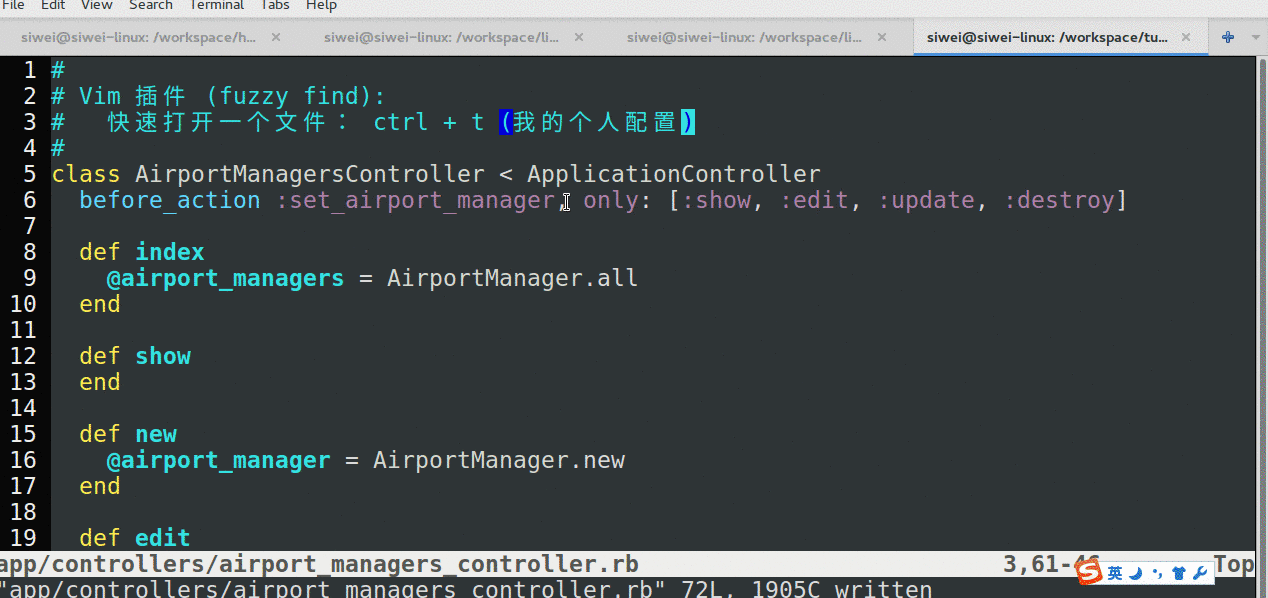 File Edit View Search Terminal Tabs Help
siwei@siwei-linux: /workspace/h... × siwei@siwei-linux: /workspace/li... × siwei@siwei-linux: /workspace/li... × siwei@siwei-linux: /workspace/tu... ×
1 #
2 # Vim 插件 (fuzzy find):
3 #   快速打开一个文件： ctrl + t (我的个人配置)
4 #
5 class AirportManagersController < ApplicationController
6   before_action :set_airport_manager, only: [:show, :edit, :update, :destroy]
7
8   def index
9     @airport_managers = AirportManager.all
10   end
11
12   def show
13   end
14
15   def new
16     @airport_manager = AirportManager.new
17   end
18
19   def edit
app/controllers/airport_managers_controller.rb 3,61- Top
"app/controllers/airport_managers_controller.rb" 72L, 1905C written
S 英